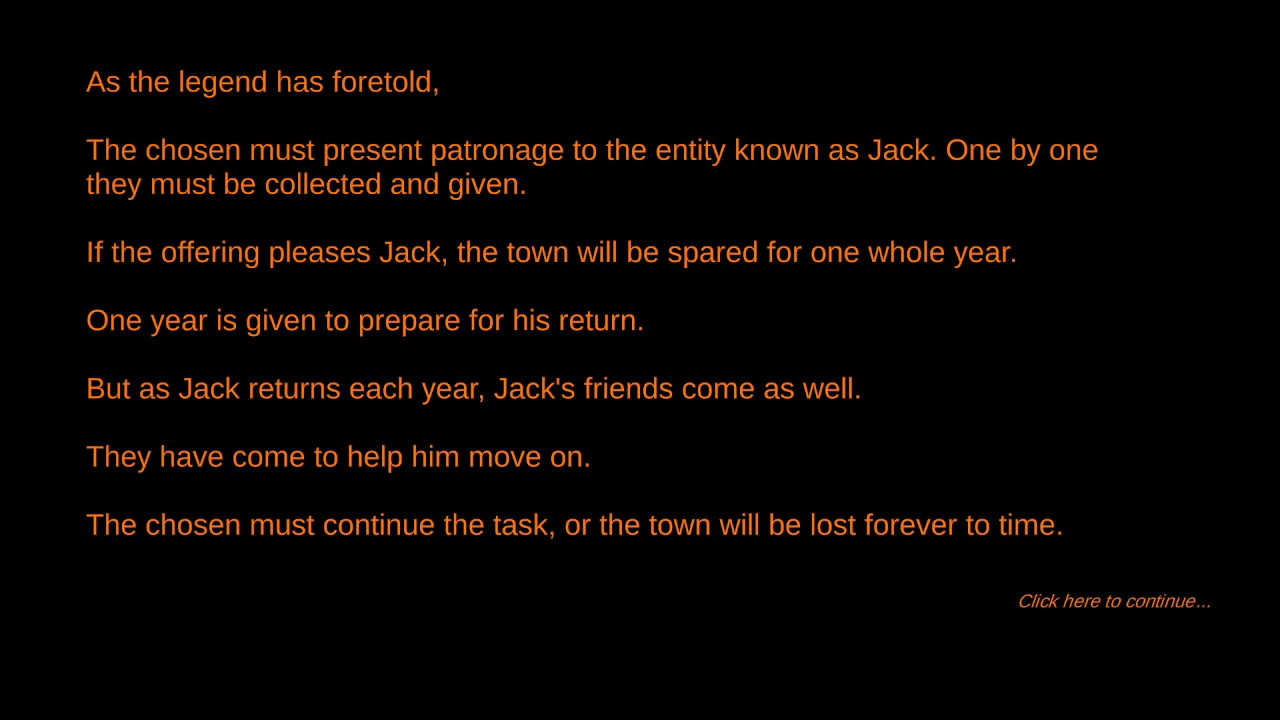 As the legend has foretold,
The chosen must present patronage to the entity known as Jack. One by one
they must be collected and given.
If the offering pleases Jack, the town will be spared for one whole year.
One year is given to prepare for his return.
But as Jack returns each year, Jack's friends come as well.
They have come to help him move on.
The chosen must continue the task, or the town will be lost forever to time.
Click here to continue...